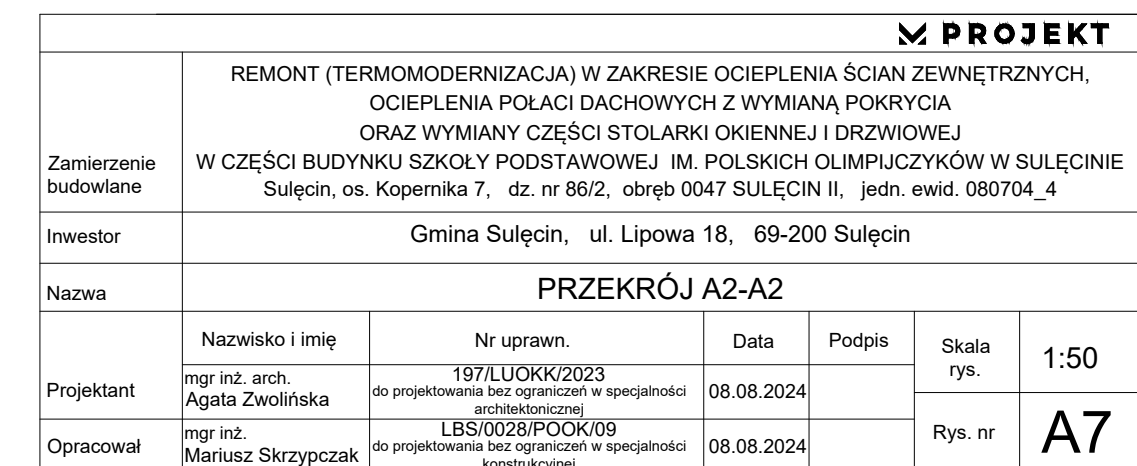 M PROJEKT
REMONT (TERMOMODERNIZACJA) W ZAKRESIE OCIEPLENIA ŚCIAN ZEWNĘTRZNYCH,
OCIEPLENIA POŁACI DACHOWYCH Z WYMIANĄ POKRYCIA
ORAZ WYMIANY CZĘŚCI STOLARKI OKIENNEJ I DRZWIOWEJ
Zamierzenie
budowlane
W CZĘŚCI BUDYNKU SZKOŁY PODSTAWOWEJ IM. POLSKICH OLIMPIJCZYKÓW W SULĘCINIE
Sulęcin, os. Kopernika 7, dz. nr 86/2, obręb 0047 SULĘCIN II, jedn. ewid. 080704_4
Inwestor
Gmina Sulęcin, ul. Lipowa 18, 69-200 Sulęcin
Nazwa
PRZEKRÓJ A2-A2
Nazwisko i imię
Nr uprawn.
Data
Podpis
Skala
rys.
1:50
Projektant
mgr inż. arch.
Agata Zwolińska
197/LUOKK/2023
do projektowania bez ograniczeń w specjalności
architektonicznej
08.08.2024
Opracował
mgr inż.
Mariusz Skrzypczak
LBS/0028/POOK/09
do projektowania bez ograniczeń w specjalności
konstrukcyjnej
08.08.2024
Rys. nr
A7